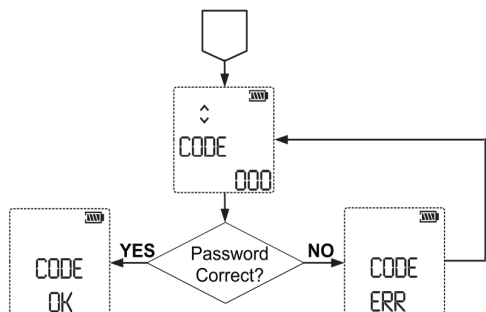 CODE
000
YES
Password
Correct?
NO
CODE
OK
CODE
ERR